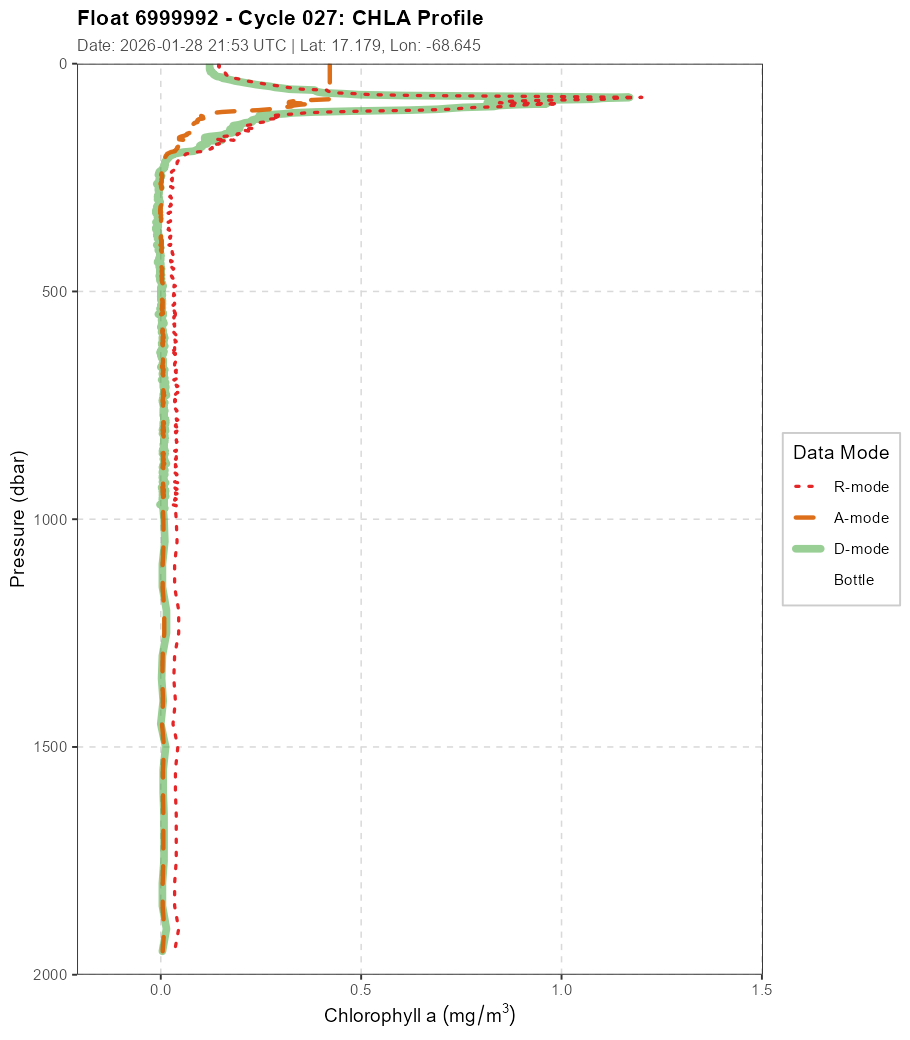 Float 6999992 - Cycle 027: CHLA Profile
Date: 2026-01-28 21:53 UTC | Lat: 17.179, Lon: -68.645
0
500
1000
1500
2000
Pressure (dbar)
0.0
0.5
1.0
1.5
Chlorophyll a (mg/m³)
Data Mode
R-mode
A-mode
D-mode
Bottle